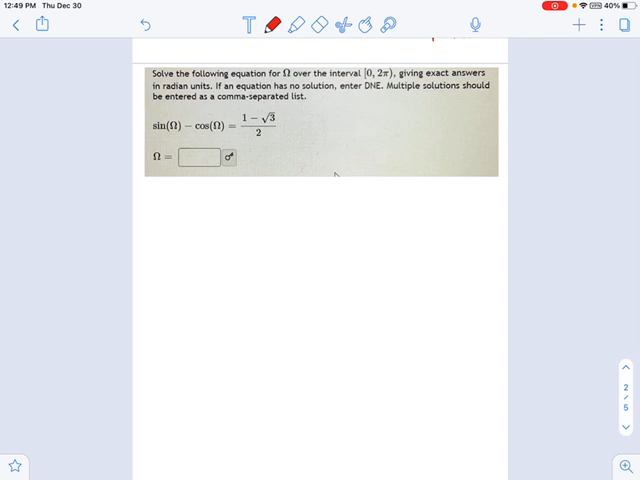 12:49 PM Thu Dec 30
VPN 40%
T
Solve the following equation for Ω over the interval [0, 2π), giving exact answers
in radian units. If an equation has no solution, enter DNE. Multiple solutions should
be entered as a comma-separated list.
sin(Ω) − cos(Ω) = (1 − √3)/2
Ω =
2
/
5